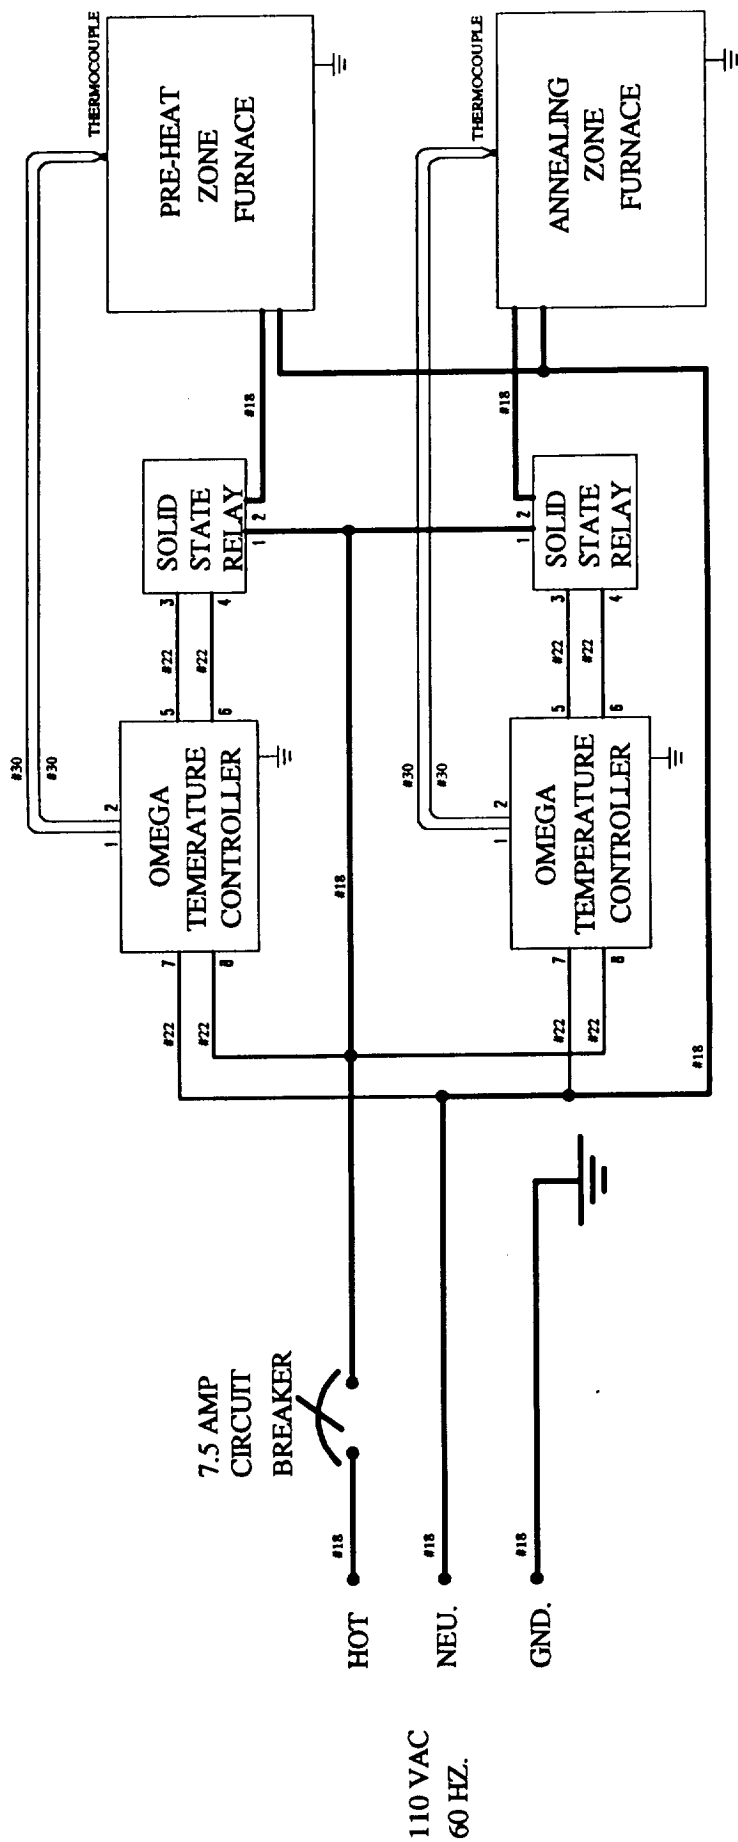 THERMOCOUPLE
PRE-HEAT
ZONE
FURNACE
THERMOCOUPLE
ANNEALING
ZONE
FURNACE
#18
#18
SOLID
STATE
RELAY
1
2
3
4
SOLID
STATE
RELAY
1
2
3
4
#22
#22
#22
#22
#30
#30
#30
#30
OMEGA
TEMERATURE
CONTROLLER
1
2
5
6
7
8
OMEGA
TEMPERATURE
CONTROLLER
1
2
5
6
7
8
#18
#22
#22
#22
#22
#18
7.5 AMP
CIRCUIT
BREAKER
#18
#18
#18
HOT
NEU.
GND.
110 VAC
60 HZ.